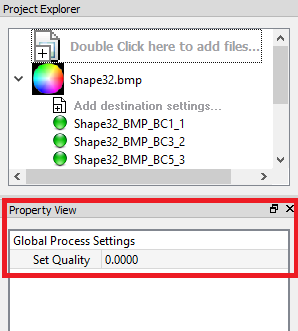 Project Explorer
Double Click here to add files...
Shape32.bmp
Add destination settings...
Shape32_BMP_BC1_1
Shape32_BMP_BC3_2
Shape32_BMP_BC5_3
Property View
Global Process Settings
Set Quality 0.0000